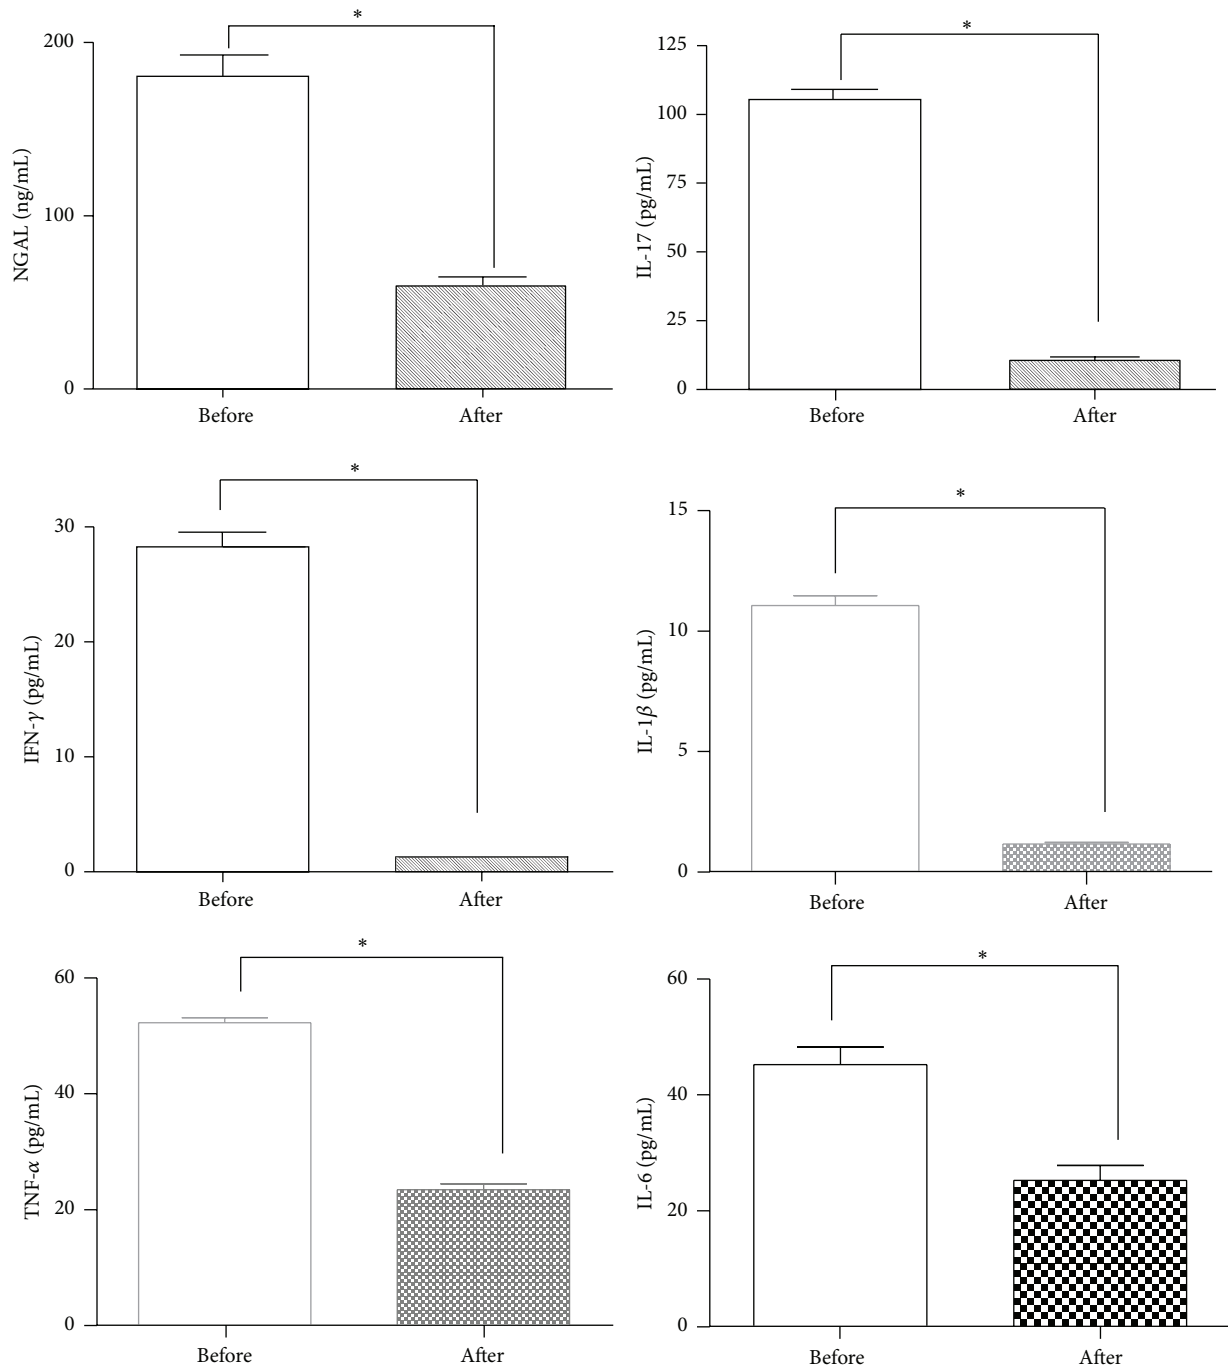 *
200
100
0
NGAL (ng/mL)
Before
After
*
125
100
75
50
25
0
IL-17 (pg/mL)
Before
After
*
30
20
10
0
IFN-γ (pg/mL)
Before
After
*
15
10
5
0
IL-1β (pg/mL)
Before
After
*
60
40
20
0
TNF-α (pg/mL)
Before
After
*
60
40
20
0
IL-6 (pg/mL)
Before
After